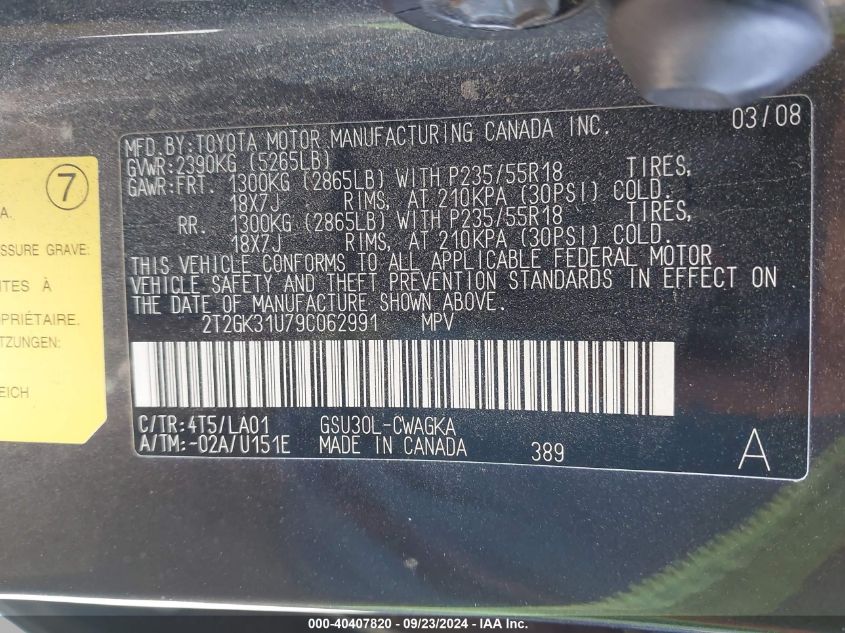 MFD.BY:TOYOTA MOTOR MANUFACTURING CANADA INC. 03/08
GVWR:2390KG (5265LB)
GAWR:FRT. 1300KG (2865LB) WITH P235/55R18 TIRES,
18X7J RIMS, AT 210KPA (30PSI) COLD.
RR. 1300KG (2865LB) WITH P235/55R18 TIRES,
18X7J RIMS, AT 210KPA (30PSI) COLD.
THIS VEHICLE CONFORMS TO ALL APPLICABLE FEDERAL MOTOR
VEHICLE SAFETY AND THEFT PREVENTION STANDARDS IN EFFECT ON
THE DATE OF MANUFACTURE SHOWN ABOVE.
2T2GK31U79C062991 MPV
C/TR:4T5/LA01 GSU30L-CWAGKA
A/TM:-02A/U151E MADE IN CANADA 389 A
7
A.
SSURE GRAVE:
TES À
PRIÉTAIRE.
TZUNGEN:
EICH
000-40407820 - 09/23/2024 - IAA Inc.